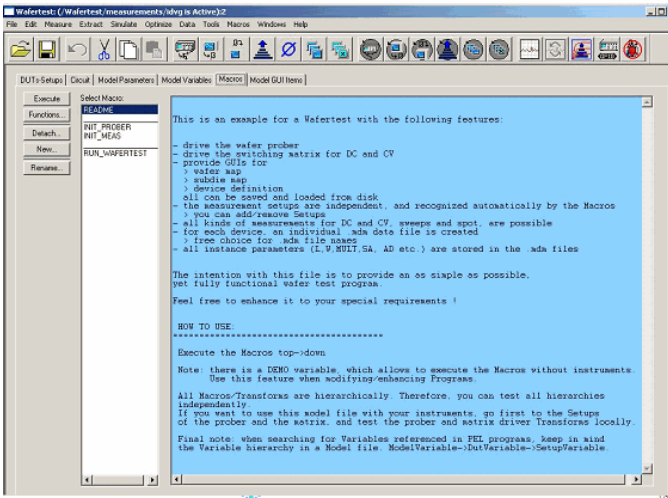 Wafertest: (/Wafertest/measurements/idvg is Active):2
File Edit Measure Extract Simulate Optimize Data Tools Macros Windows Help
DUTs-Setups Circuit Model Parameters Model Variables Macros Model GUI Items
Execute
Functions...
Detach...
New...
Rename...
Select Macro:
README
INIT_PROBER
INIT_MEAS
RUN_WAFERTEST
This is an example for a Wafertest with the following features:
- drive the wafer prober
- drive the switching matrix for DC and CV
- provide GUIs for
> wafer map
> subdie map
> device definition
all can be saved and loaded from disk
- the measurement setups are independent, and recognized automatically by the Macros
> you can add/remove Setups
- all kinds of measurements for DC and CV, sweeps and spot, are possible
- for each device, an individual .mdm data file is created
> free choice for .mdm file names
- all instance parameters (L,W,MULT,SA, AD etc.) are stored in the .mdm files
The intention with this file is to provide an as simple as possible,
yet fully functional wafer test program.
Feel free to enhance it to your special requirements !
HOW TO USE:
========================================
Execute the Macros top->down
Note: there is a DEMO variable, which allows to execute the Macros without instruments.
Use this feature when modifying/enhancing Programs.
All Macros/Transforms are hierarchically. Therefore, you can test all hierarchies
independently.
If you want to use this model file with your instruments, go first to the Setups
of the prober and the matrix, and test the prober and matrix driver Transforms locally.
Final note: when searching for Variables referenced in PEL programs, keep in mind
the Variable hierarchy in a Model file. ModelVariable->DutVariable->SetupVariable.